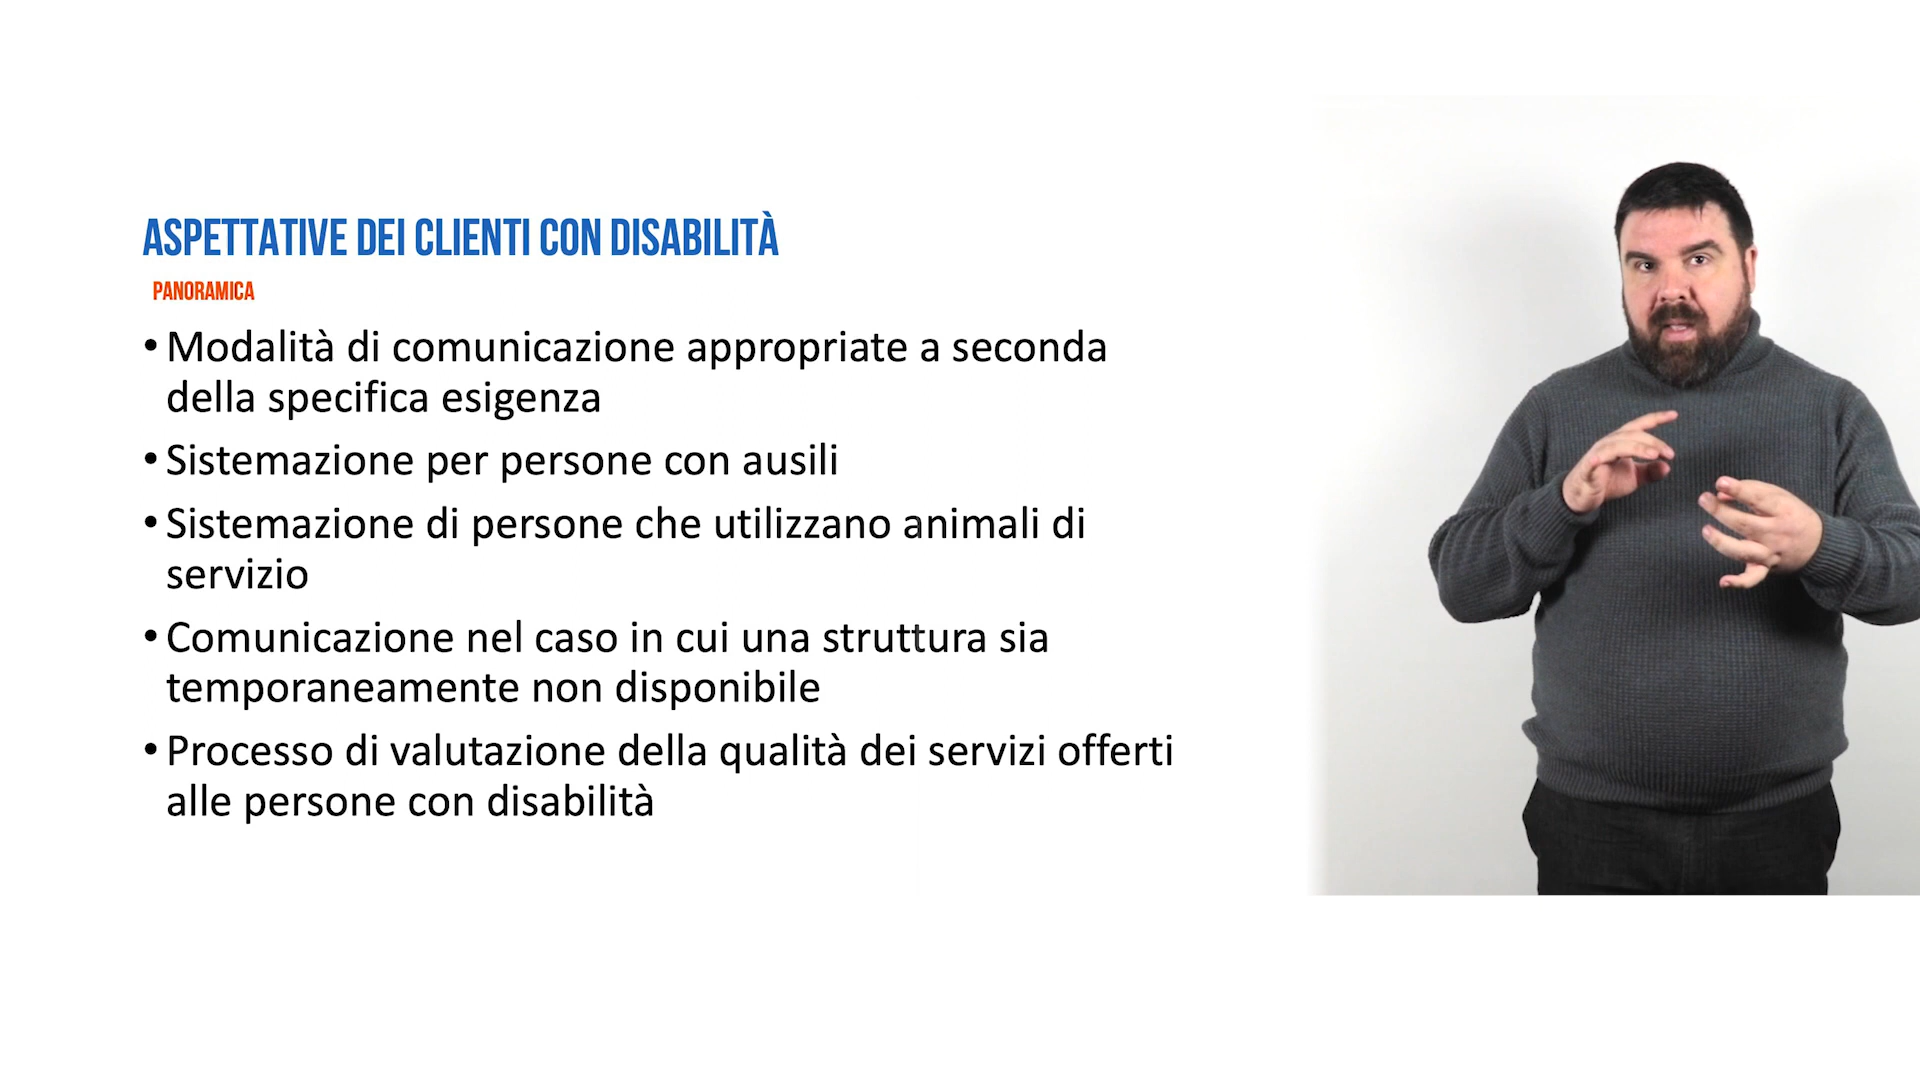 ASPETTATIVE DEI CLIENTI CON DISABILITÀ
PANORAMICA
• Modalità di comunicazione appropriate a seconda
della specifica esigenza
• Sistemazione per persone con ausili
• Sistemazione di persone che utilizzano animali di
servizio
• Comunicazione nel caso in cui una struttura sia
temporaneamente non disponibile
• Processo di valutazione della qualità dei servizi offerti
alle persone con disabilità